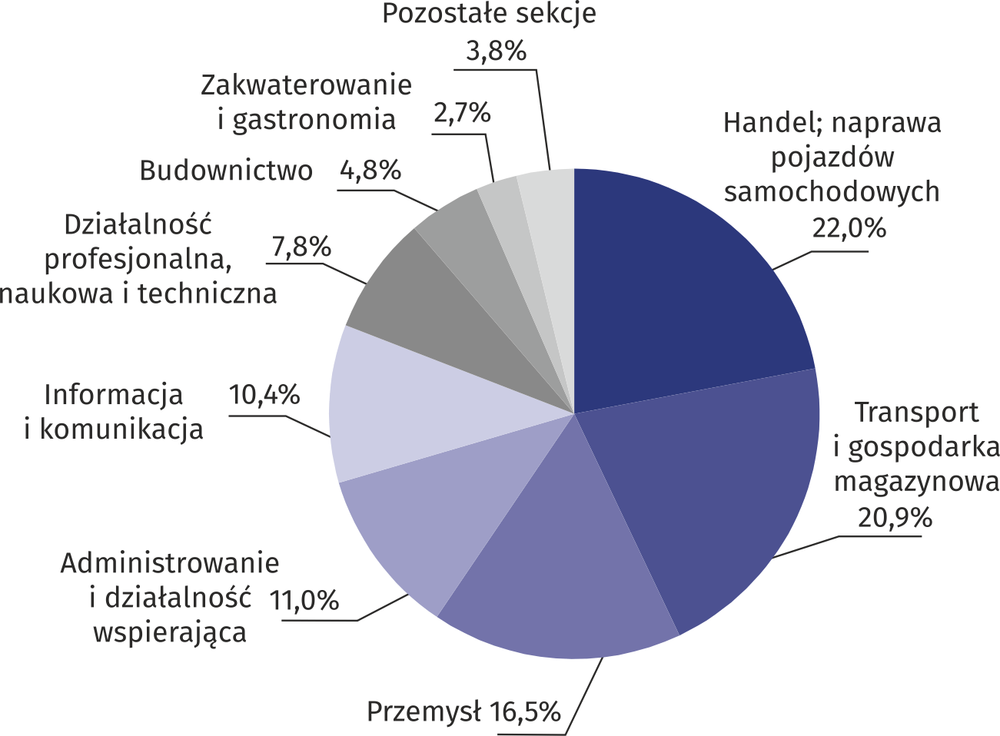 Pozostałe sekcje
3,8%
Zakwaterowanie
i gastronomia
2,7%
Handel; naprawa
pojazdów
samochodowych
22,0%
Budownictwo
4,8%
Działalność
profesjonalna,
naukowa i techniczna
7,8%
Informacja
i komunikacja
10,4%
Transport
i gospodarka
magazynowa
20,9%
Administrowanie
i działalność
wspierająca
11,0%
Przemysł 16,5%